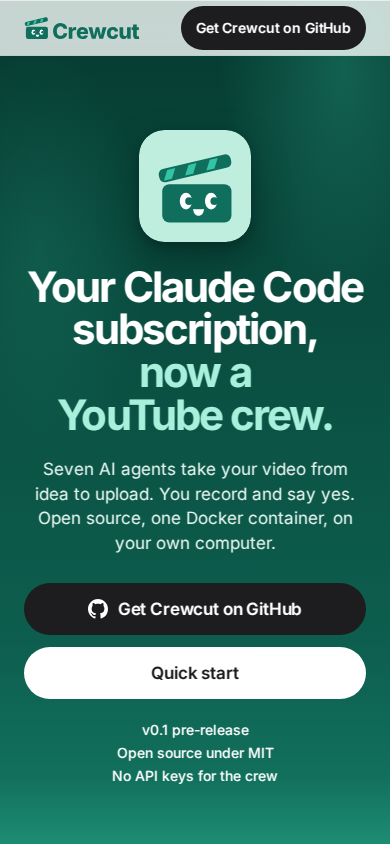 Crewcut
Get Crewcut on GitHub
Your Claude Code
subscription,
now a
YouTube crew.
Seven AI agents take your video from
idea to upload. You record and say yes.
Open source, one Docker container, on
your own computer.
Get Crewcut on GitHub
Quick start
v0.1 pre-release
Open source under MIT
No API keys for the crew